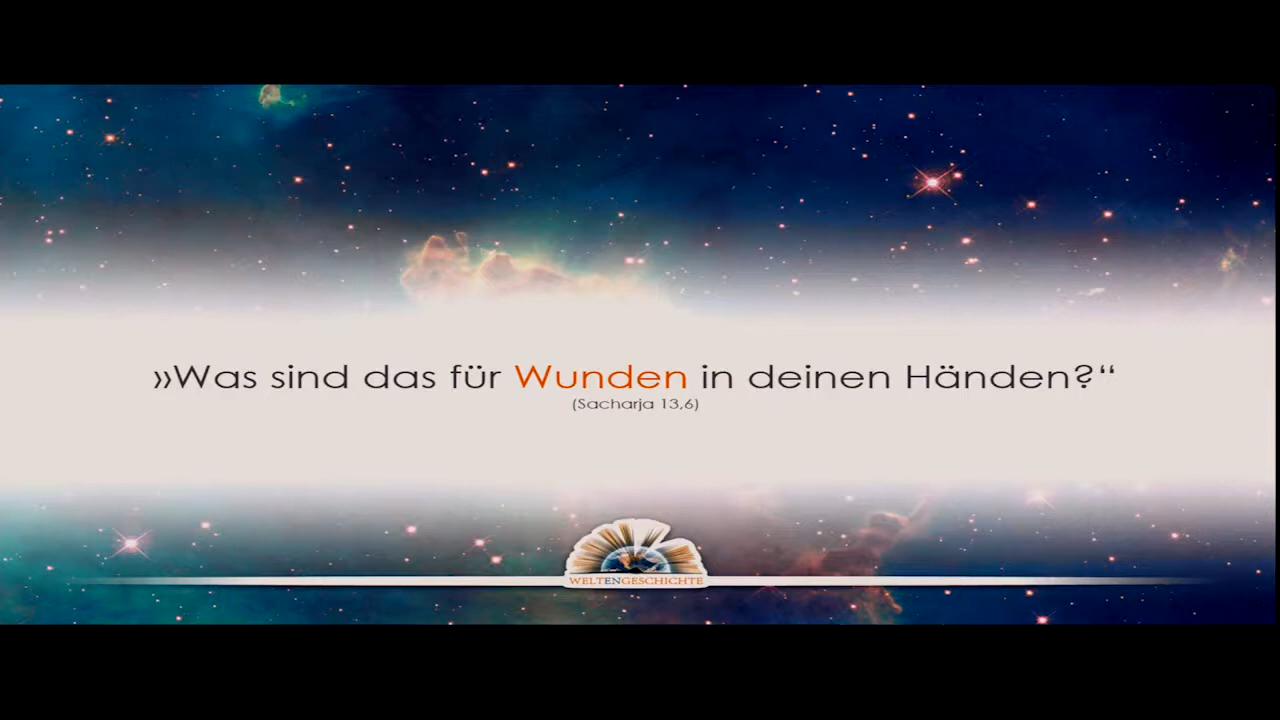 »Was sind das für Wunden in deinen Händen?“
(Sacharja 13,6)
WELTENGESCHICHTE